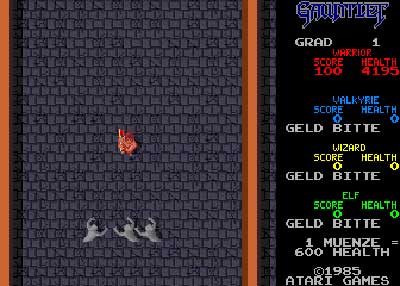 GAUNTLET
GRAD 1
WARRIOR
SCORE HEALTH
100 4195
VALKYRIE
SCORE HEALTH
0 0
GELD BITTE
WIZARD
SCORE HEALTH
0 0
GELD BITTE
ELF
SCORE HEALTH
0 0
GELD BITTE
1 MUENZE =
600 HEALTH
©1985
ATARI GAMES